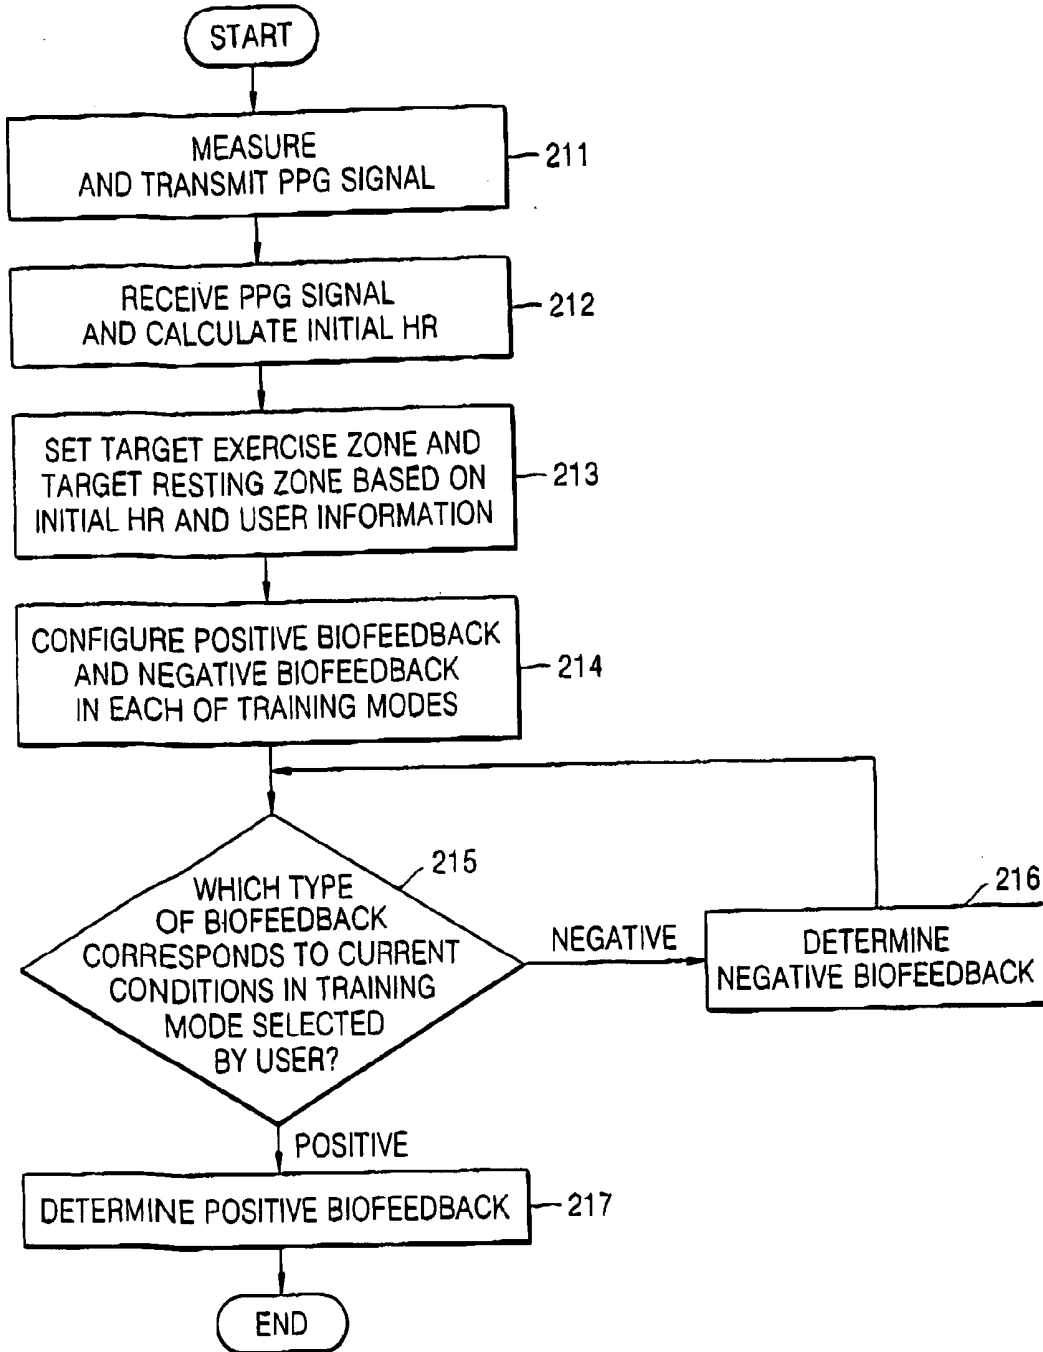 START
MEASURE
AND TRANSMIT PPG SIGNAL
211
RECEIVE PPG SIGNAL
AND CALCULATE INITIAL HR
212
SET TARGET EXERCISE ZONE AND
TARGET RESTING ZONE BASED ON
INITIAL HR AND USER INFORMATION
213
CONFIGURE POSITIVE BIOFEEDBACK
AND NEGATIVE BIOFEEDBACK
IN EACH OF TRAINING MODES
214
215
WHICH TYPE
OF BIOFEEDBACK
CORRESPONDS TO CURRENT
CONDITIONS IN TRAINING
MODE SELECTED
BY USER?
NEGATIVE
216
DETERMINE
NEGATIVE BIOFEEDBACK
POSITIVE
DETERMINE POSITIVE BIOFEEDBACK
217
END